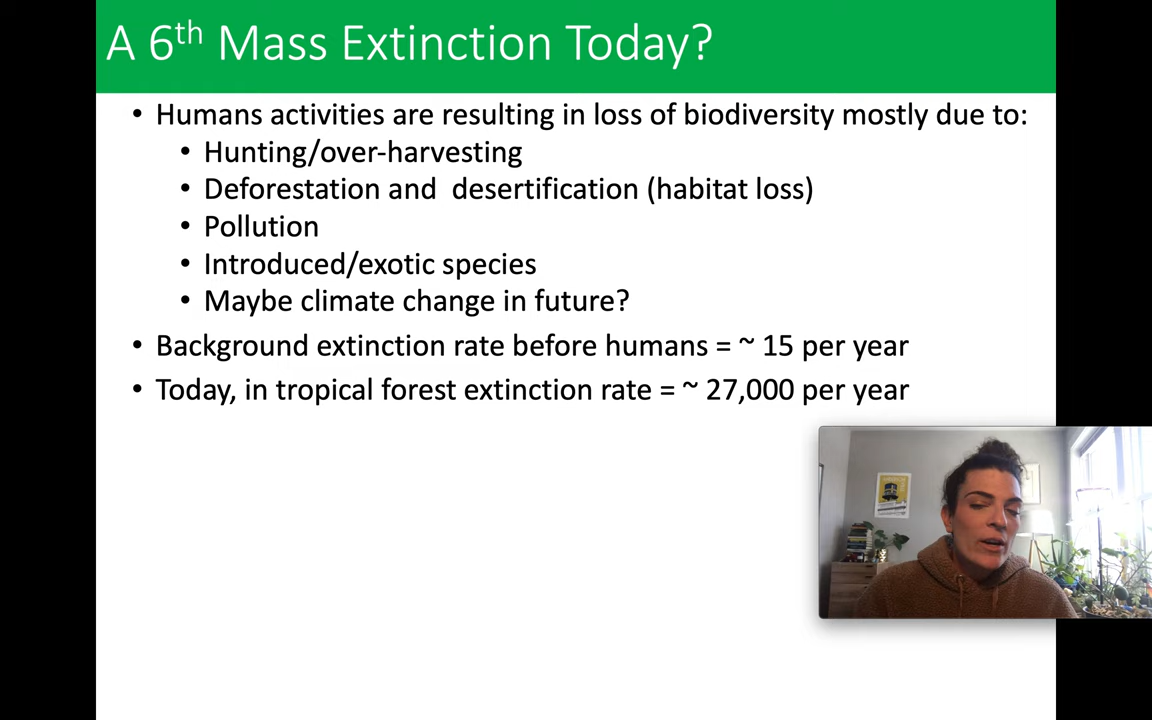 A 6th Mass Extinction Today?
• Humans activities are resulting in loss of biodiversity mostly due to:
• Hunting/over-harvesting
• Deforestation and  desertification (habitat loss)
• Pollution
• Introduced/exotic species
• Maybe climate change in future?
• Background extinction rate before humans = ~ 15 per year
• Today, in tropical forest extinction rate = ~ 27,000 per year